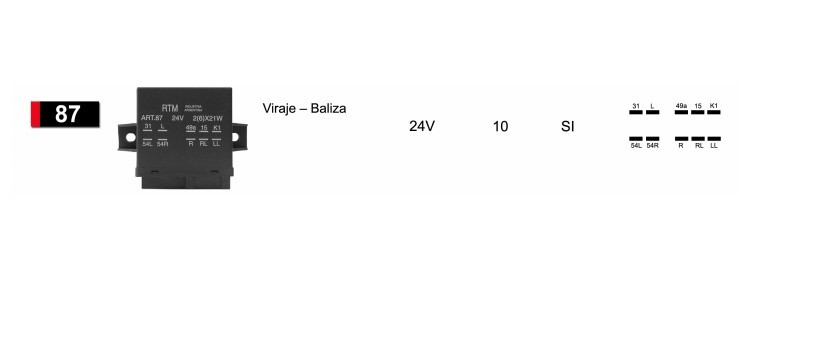 87
RTM INDUSTRIA ARGENTINA
ART.87 24V 2(6)X21W
31 L 49a 15 K1
54L 54R R RL LL
Viraje – Baliza
24V 10 SI
31 L 49a 15 K1
54L 54R R RL LL